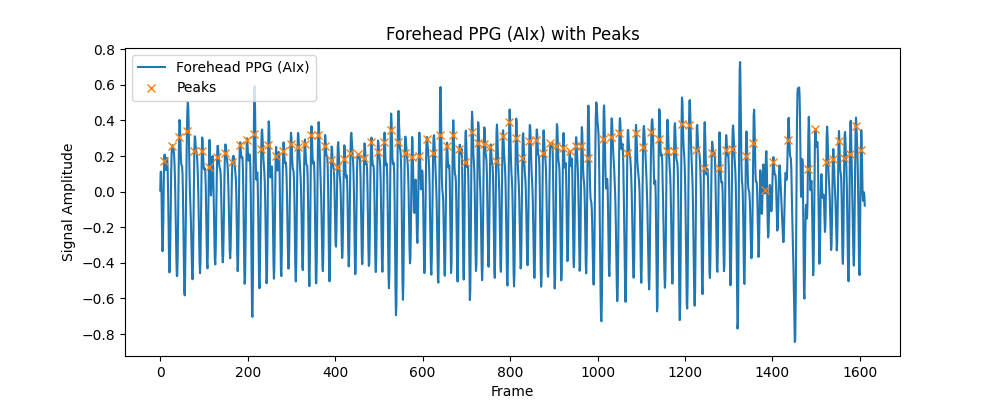 Forehead PPG (AIx) with Peaks
Forehead PPG (AIx)
Peaks
Signal Amplitude
0.8
0.6
0.4
0.2
0.0
−0.2
−0.4
−0.6
−0.8
0 200 400 600 800 1000 1200 1400 1600
Frame